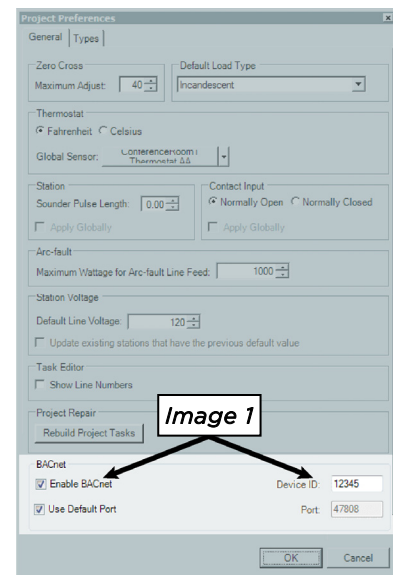 Project Preferences
General Types
Zero Cross
Maximum Adjust: 40
Default Load Type
Incandescent
Thermostat
Fahrenheit Celsius
Global Sensor: ConferenceRoom1
Thermostat AA
Station
Sounder Pulse Length: 0.00
Apply Globally
Contact Input
Normally Open Normally Closed
Apply Globally
Arc-fault
Maximum Wattage for Arc-fault Line Feed: 1000
Station Voltage
Default Line Voltage: 120
Update existing stations that have the previous default value
Task Editor
Show Line Numbers
Project Repair
Rebuild Project Tasks
Image 1
BACnet
Enable BACnet Device ID: 12345
Use Default Port Port: 47808
OK Cancel